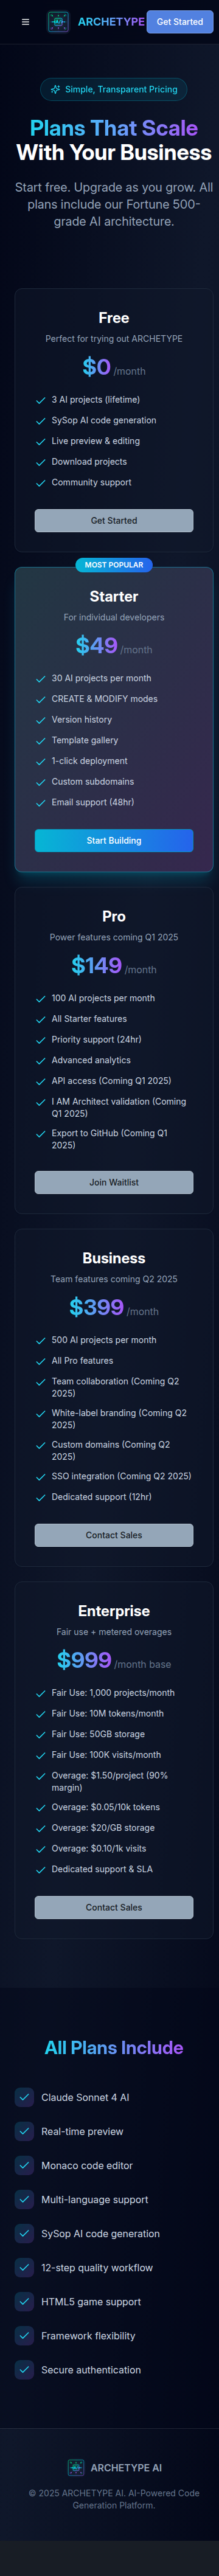 ARCHETYPE
Get Started
Simple, Transparent Pricing
Plans That Scale
With Your Business
Start free. Upgrade as you grow. All
plans include our Fortune 500-
grade AI architecture.
Free
Perfect for trying out ARCHETYPE
$0 /month
3 AI projects (lifetime)
SySop AI code generation
Live preview & editing
Download projects
Community support
Get Started
MOST POPULAR
Starter
For individual developers
$49 /month
30 AI projects per month
CREATE & MODIFY modes
Version history
Template gallery
1-click deployment
Custom subdomains
Email support (48hr)
Start Building
Pro
Power features coming Q1 2025
$149 /month
100 AI projects per month
All Starter features
Priority support (24hr)
Advanced analytics
API access (Coming Q1 2025)
I AM Architect validation (Coming
Q1 2025)
Export to GitHub (Coming Q1
2025)
Join Waitlist
Business
Team features coming Q2 2025
$399 /month
500 AI projects per month
All Pro features
Team collaboration (Coming Q2
2025)
White-label branding (Coming Q2
2025)
Custom domains (Coming Q2
2025)
SSO integration (Coming Q2 2025)
Dedicated support (12hr)
Contact Sales
Enterprise
Fair use + metered overages
$999 /month base
Fair Use: 1,000 projects/month
Fair Use: 10M tokens/month
Fair Use: 50GB storage
Fair Use: 100K visits/month
Overage: $1.50/project (90%
margin)
Overage: $0.05/10k tokens
Overage: $20/GB storage
Overage: $0.10/1k visits
Dedicated support & SLA
Contact Sales
All Plans Include
Claude Sonnet 4 AI
Real-time preview
Monaco code editor
Multi-language support
SySop AI code generation
12-step quality workflow
HTML5 game support
Framework flexibility
Secure authentication
ARCHETYPE AI
© 2025 ARCHETYPE AI. AI-Powered Code
Generation Platform.